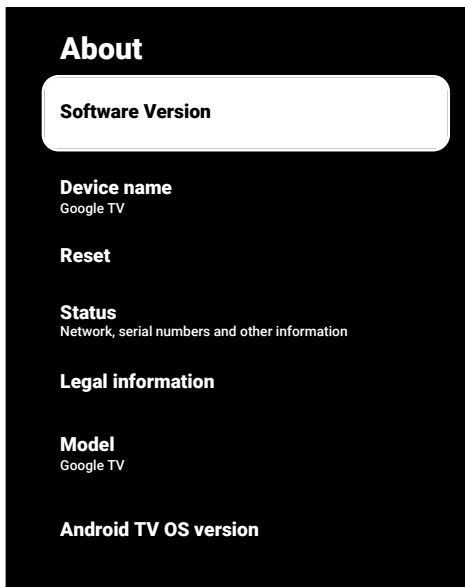 About
Software Version
Device name
Google TV
Reset
Status
Network, serial numbers and other information
Legal information
Model
Google TV
Android TV OS version